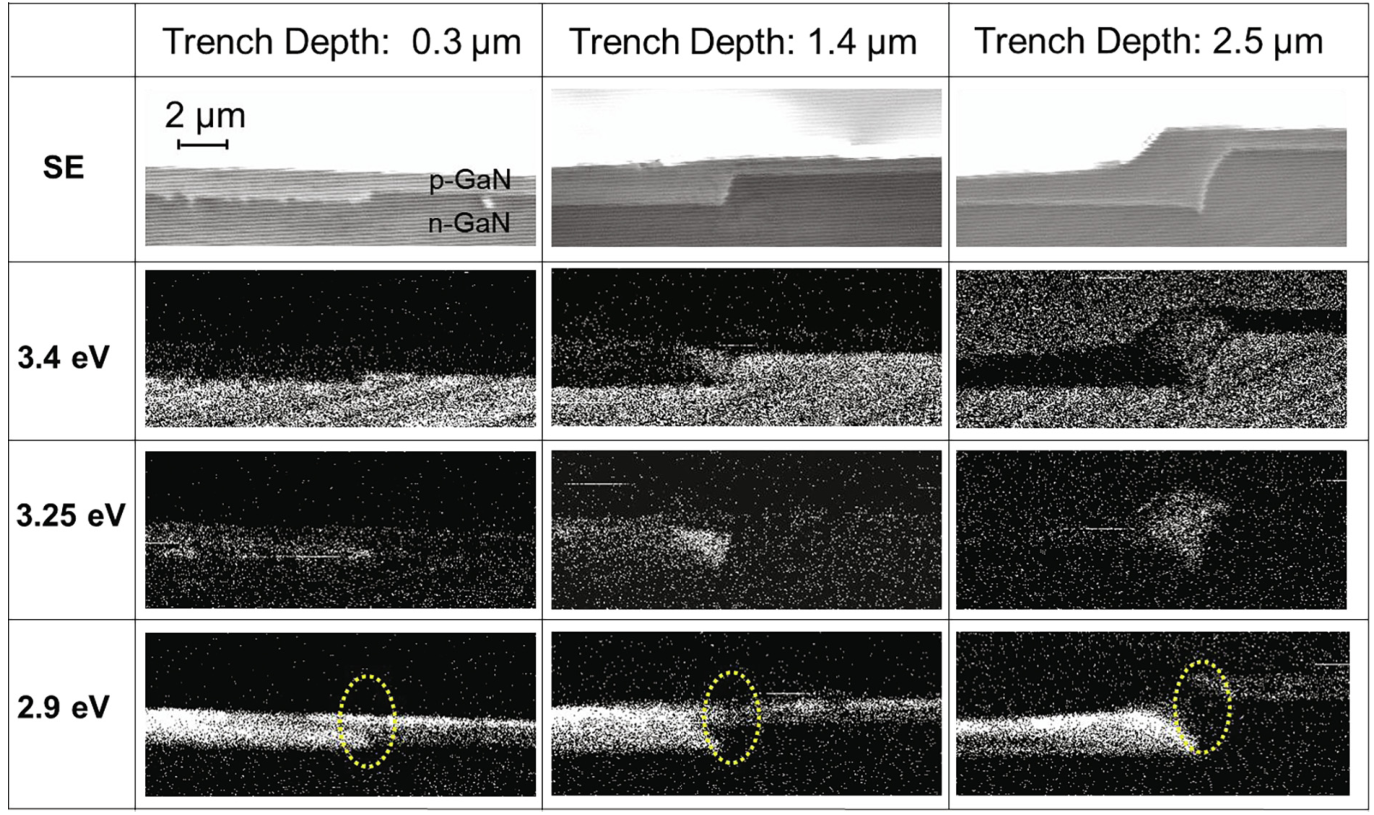 Trench Depth: 0.3 µm
Trench Depth: 1.4 µm
Trench Depth: 2.5 µm
SE
2 µm
p-GaN
n-GaN
3.4 eV
3.25 eV
2.9 eV